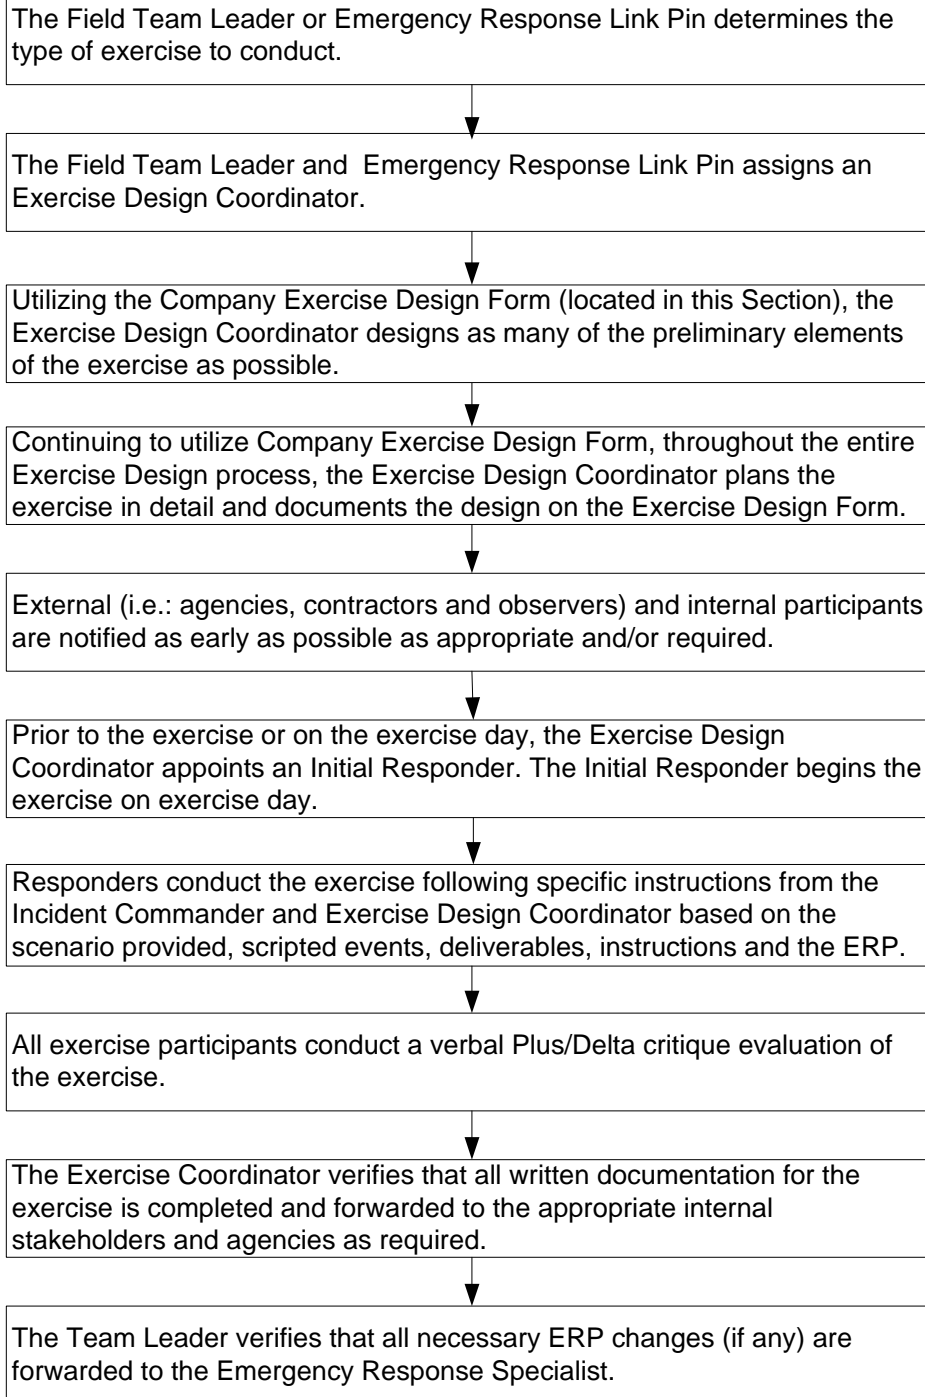 The Field Team Leader or Emergency Response Link Pin determines the
type of exercise to conduct.
The Field Team Leader and  Emergency Response Link Pin assigns an
Exercise Design Coordinator.
Utilizing the Company Exercise Design Form (located in this Section), the
Exercise Design Coordinator designs as many of the preliminary elements
of the exercise as possible.
Continuing to utilize Company Exercise Design Form, throughout the entire
Exercise Design process, the Exercise Design Coordinator plans the
exercise in detail and documents the design on the Exercise Design Form.
External (i.e.: agencies, contractors and observers) and internal participants
are notified as early as possible as appropriate and/or required.
Prior to the exercise or on the exercise day, the Exercise Design
Coordinator appoints an Initial Responder. The Initial Responder begins the
exercise on exercise day.
Responders conduct the exercise following specific instructions from the
Incident Commander and Exercise Design Coordinator based on the
scenario provided, scripted events, deliverables, instructions and the ERP.
All exercise participants conduct a verbal Plus/Delta critique evaluation of
the exercise.
The Exercise Coordinator verifies that all written documentation for the
exercise is completed and forwarded to the appropriate internal
stakeholders and agencies as required.
The Team Leader verifies that all necessary ERP changes (if any) are
forwarded to the Emergency Response Specialist.